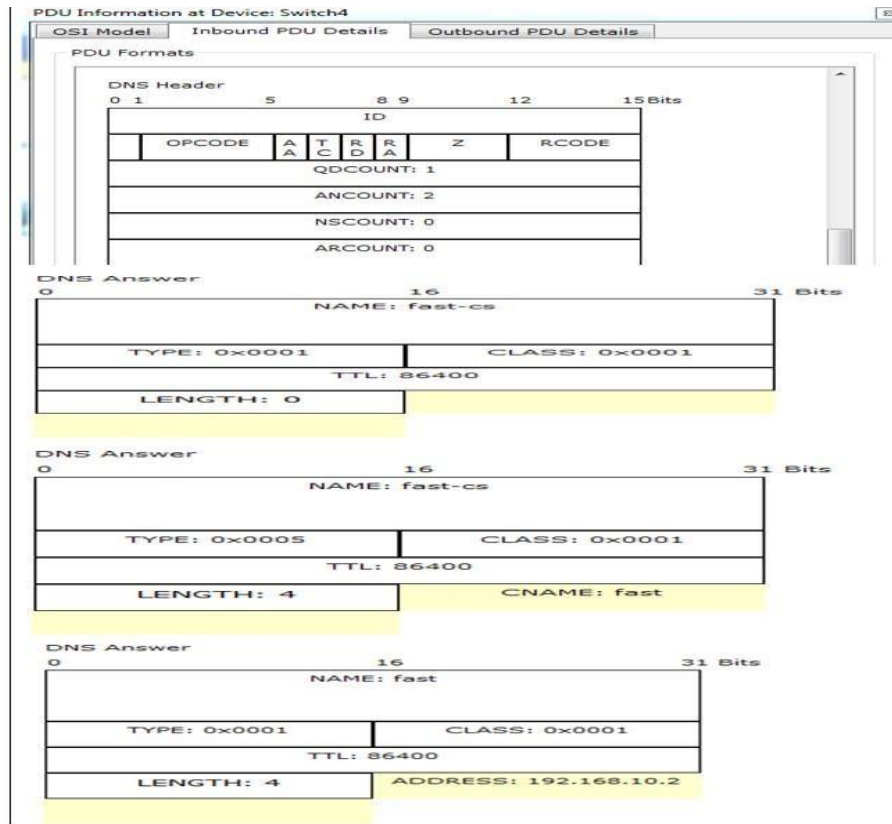 PDU Information at Device: Switch4
OSI Model Inbound PDU Details Outbound PDU Details
PDU Formats
DNS Header
0 1 5 8 9 12 15 Bits
ID
OPCODE AA TC RD RA Z RCODE
QDCOUNT: 1
ANCOUNT: 2
NSCOUNT: 0
ARCOUNT: 0
DNS Answer
0 16 31 Bits
NAME: fast-cs
TYPE: 0x0001 CLASS: 0x0001
TTL: 86400
LENGTH: 0
DNS Answer
0 16 31 Bits
NAME: fast-cs
TYPE: 0x0005 CLASS: 0x0001
TTL: 86400
LENGTH: 4 CNAME: fast
DNS Answer
0 16 31 Bits
NAME: fast
TYPE: 0x0001 CLASS: 0x0001
TTL: 86400
LENGTH: 4 ADDRESS: 192.168.10.2